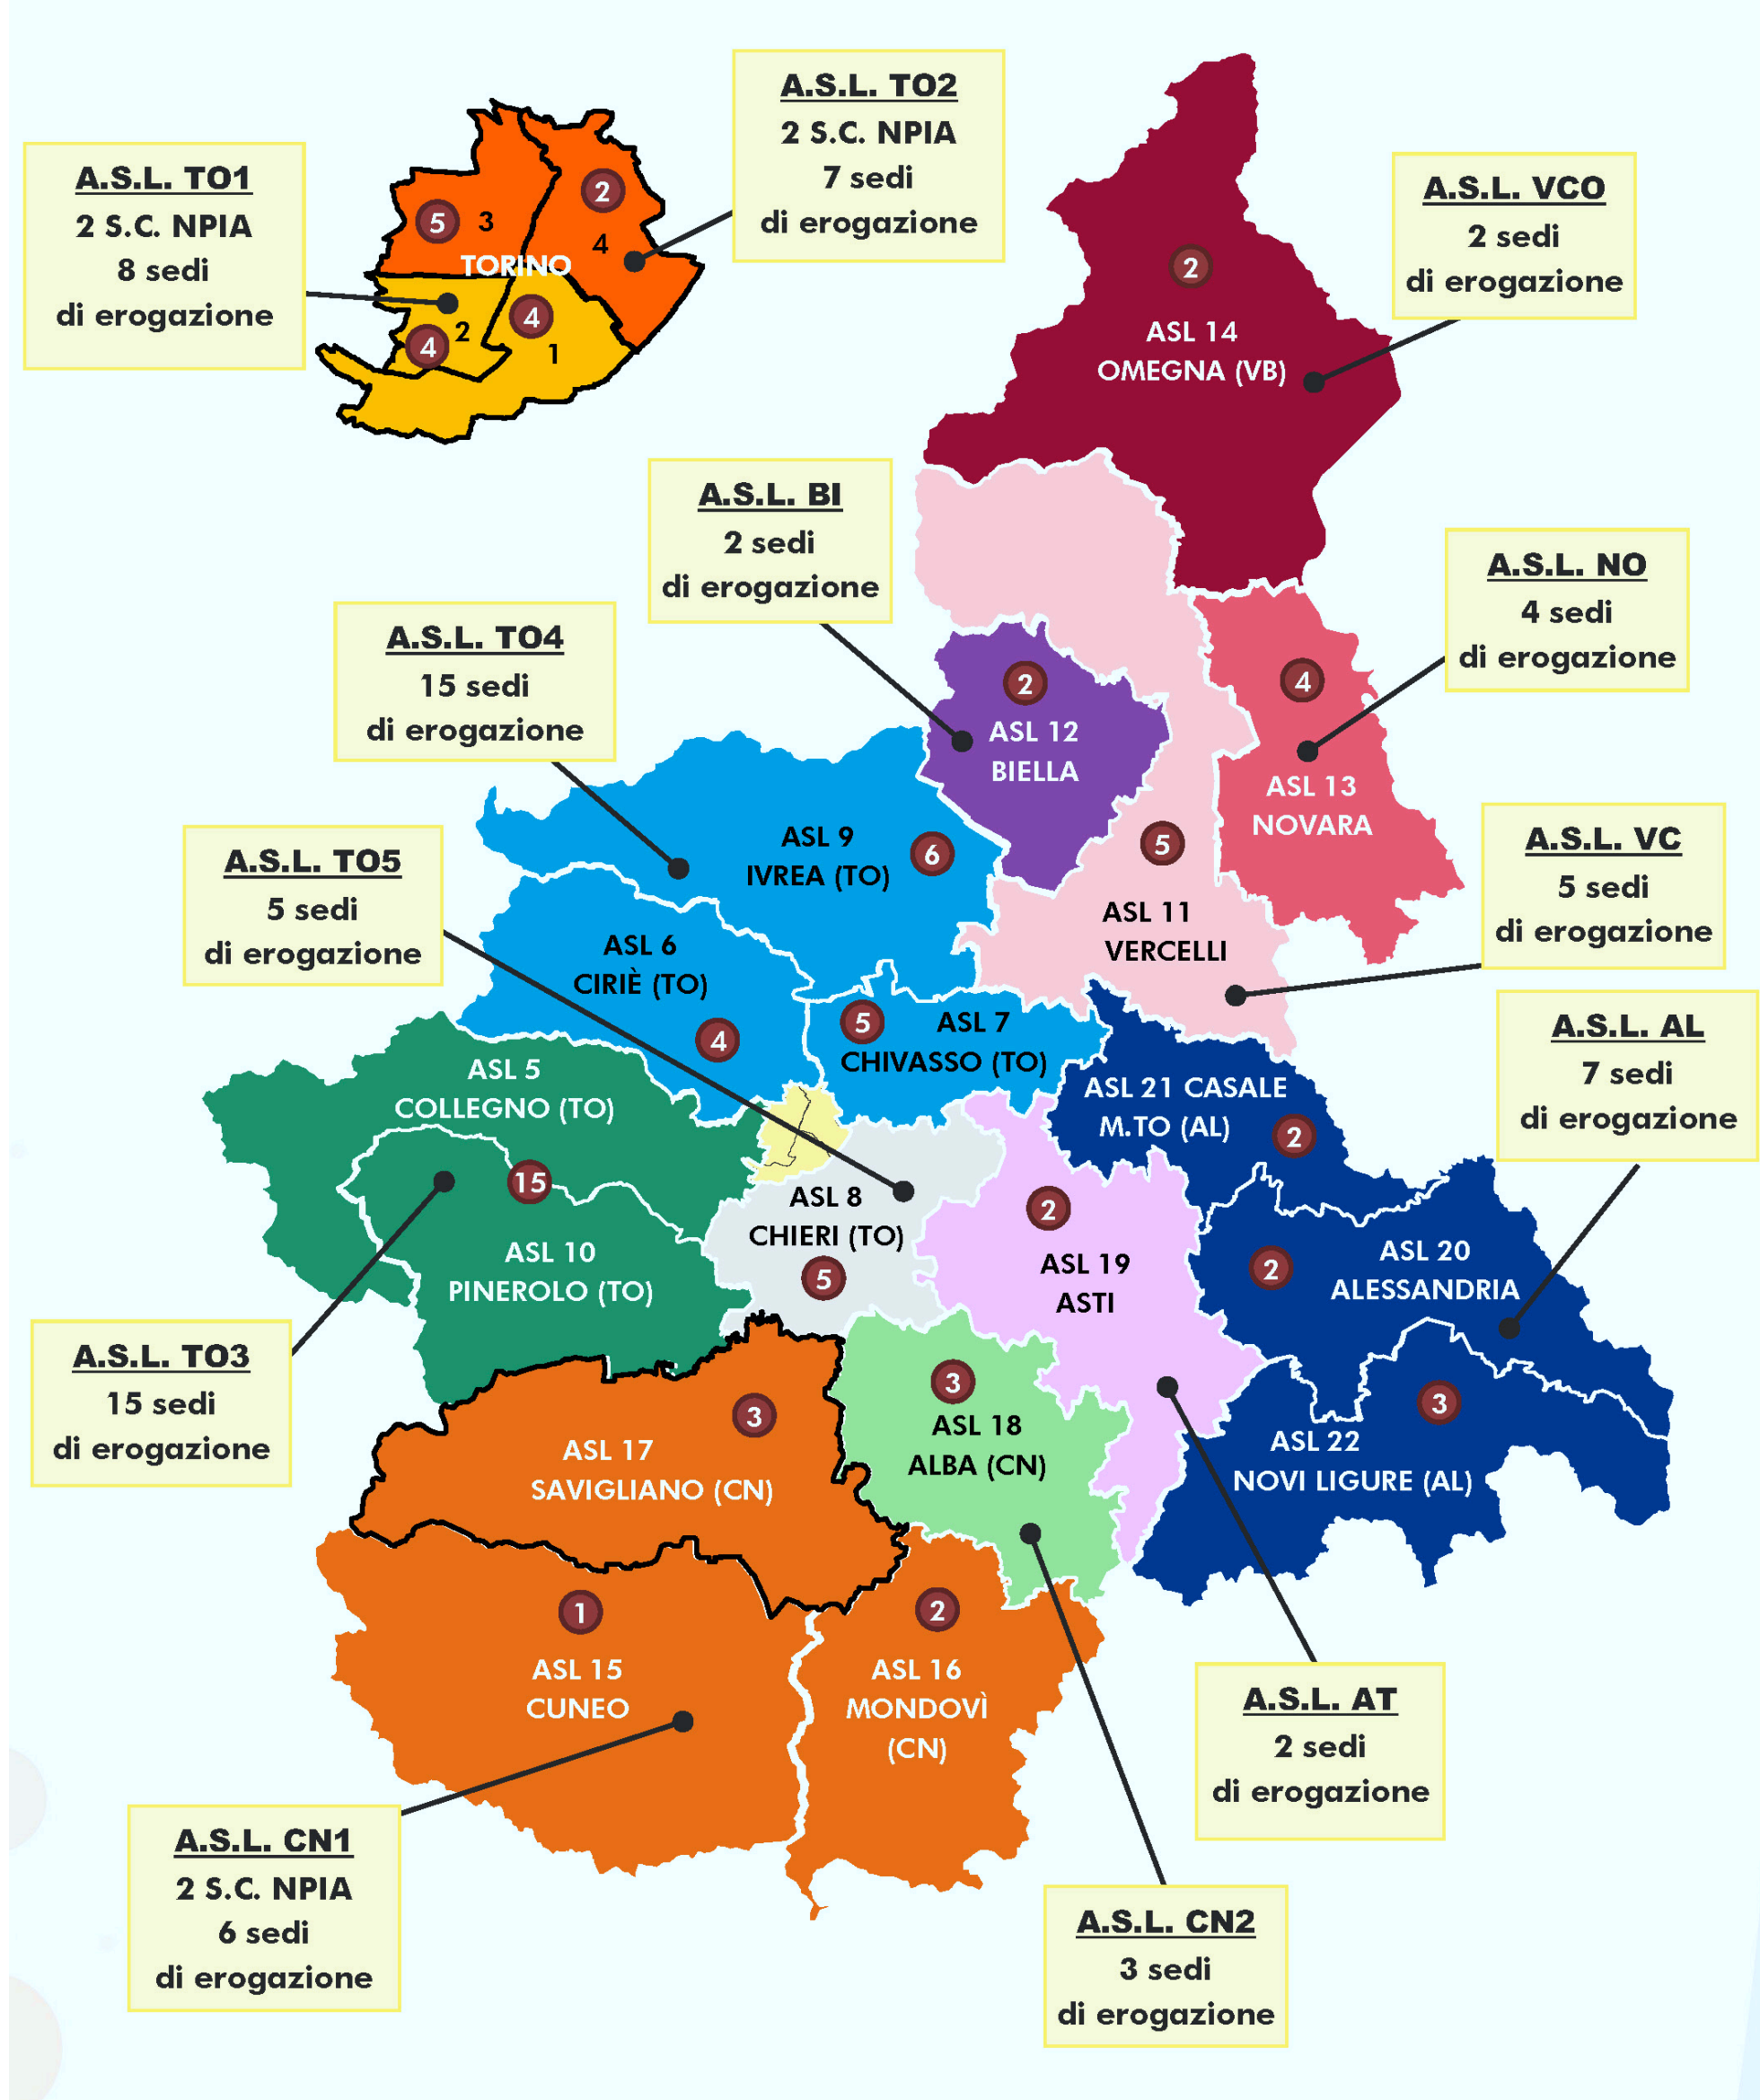 A.S.L. TO1
2 S.C. NPIA
8 sedi
di erogazione
A.S.L. TO2
2 S.C. NPIA
7 sedi
di erogazione
5
3
2
4
TORINO
2
4
4
1
A.S.L. VCO
2 sedi
di erogazione
2
ASL 14
OMEGNA (VB)
A.S.L. BI
2 sedi
di erogazione
A.S.L. NO
4 sedi
di erogazione
A.S.L. TO4
15 sedi
di erogazione
2
ASL 12
BIELLA
4
ASL 13
NOVARA
A.S.L. TO5
5 sedi
di erogazione
ASL 9
IVREA (TO)
6
5
ASL 11
VERCELLI
A.S.L. VC
5 sedi
di erogazione
ASL 6
CIRIÈ (TO)
4
5
ASL 7
CHIVASSO (TO)
A.S.L. AL
7 sedi
di erogazione
ASL 5
COLLEGNO (TO)
15
ASL 10
PINEROLO (TO)
ASL 8
CHIERI (TO)
5
2
ASL 19
ASTI
ASL 21 CASALE
M.TO (AL)
2
2
ASL 20
ALESSANDRIA
A.S.L. TO3
15 sedi
di erogazione
3
ASL 17
SAVIGLIANO (CN)
3
ASL 18
ALBA (CN)
3
ASL 22
NOVI LIGURE (AL)
1
ASL 15
CUNEO
2
ASL 16
MONDOVÌ
(CN)
A.S.L. AT
2 sedi
di erogazione
A.S.L. CN1
2 S.C. NPIA
6 sedi
di erogazione
A.S.L. CN2
3 sedi
di erogazione